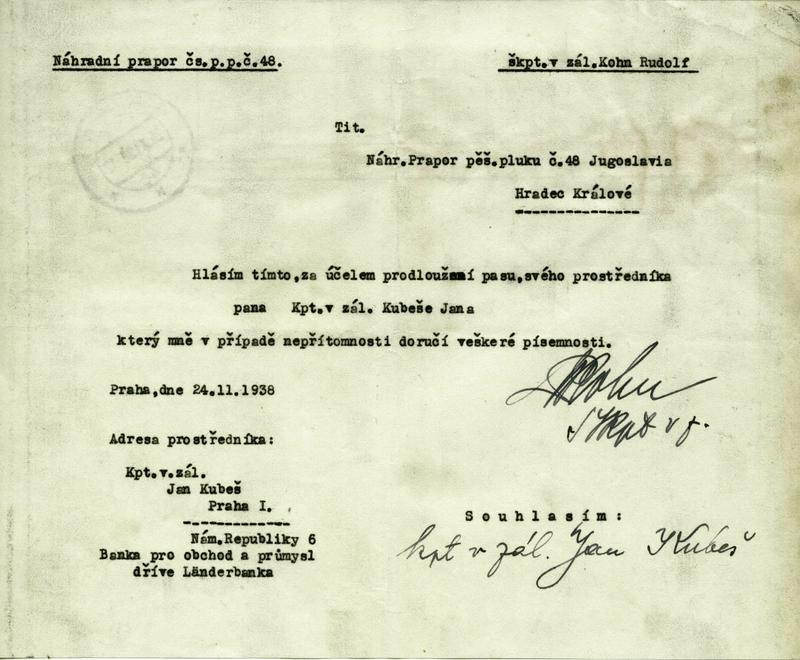 Náhradní prapor čs.p.p.č.48.
škpt.v zál.Kohn Rudolf
Tit.
Náhr.Prapor pěš.pluku č.48 Jugoslavia
Hradec Králové
Hlásím tímto,za účelem prodloužení pasu,svého prostředníka
pana Kpt.v zál. Kubeše Jana
který mně v případě nepřítomnosti doručí veškeré písemnosti.
Praha,dne 24.11.1938
RKohn
škpt v z.
Adresa prostředníka:
Kpt.v.zál.
Jan Kubeš
Praha I.
Nám.Republiky 6
Banka pro obchod a průmysl
dříve Länderbanka
Souhlasím:
kpt v zál. Jan Kubeš